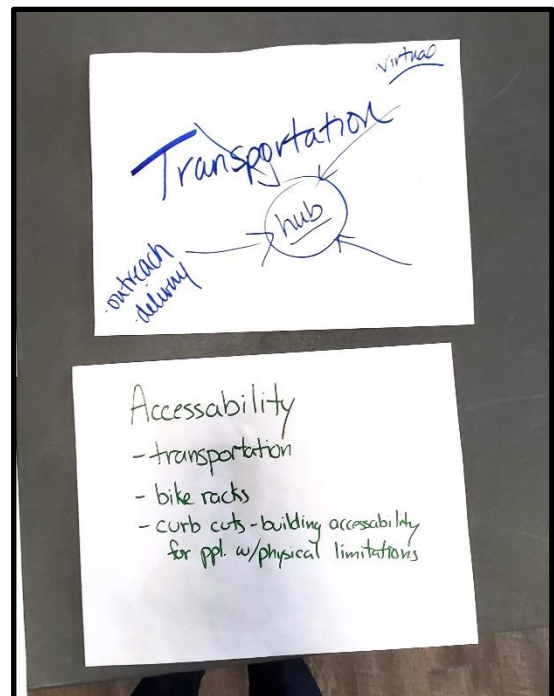 virtual
Transportation
hub
outreach
delivery
Accessability
- transportation
- bike racks
- curb cuts - building accessability
for ppl. w/physical limitations